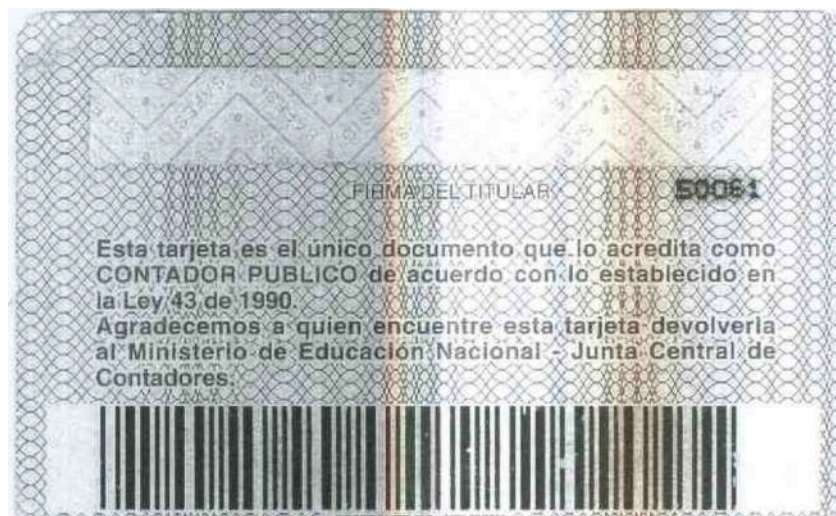 FIRMA DEL TITULAR
50061
Esta tarjeta es el único documento que lo acredita como
CONTADOR PUBLICO de acuerdo con lo establecido en
la Ley 43 de 1990.
Agradecemos a quien encuentre esta tarjeta devolverla
al Ministerio de Educación Nacional - Junta Central de
Contadores.